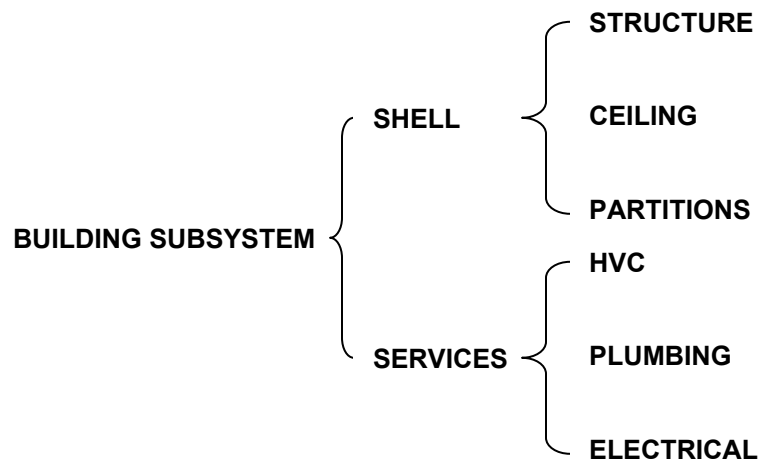 BUILDING SUBSYSTEM
SHELL
STRUCTURE
CEILING
PARTITIONS
SERVICES
HVC
PLUMBING
ELECTRICAL